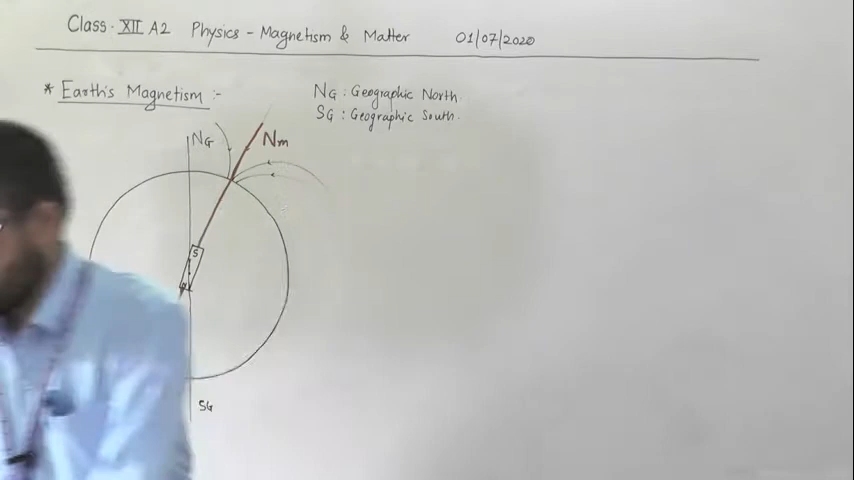 Class. XII A2 Physics - Magnetism & Matter 01/07/2020
* Earth's Magnetism :-
NG : Geographic North.
SG : Geographic South.
NG
Nm
S
N
SG